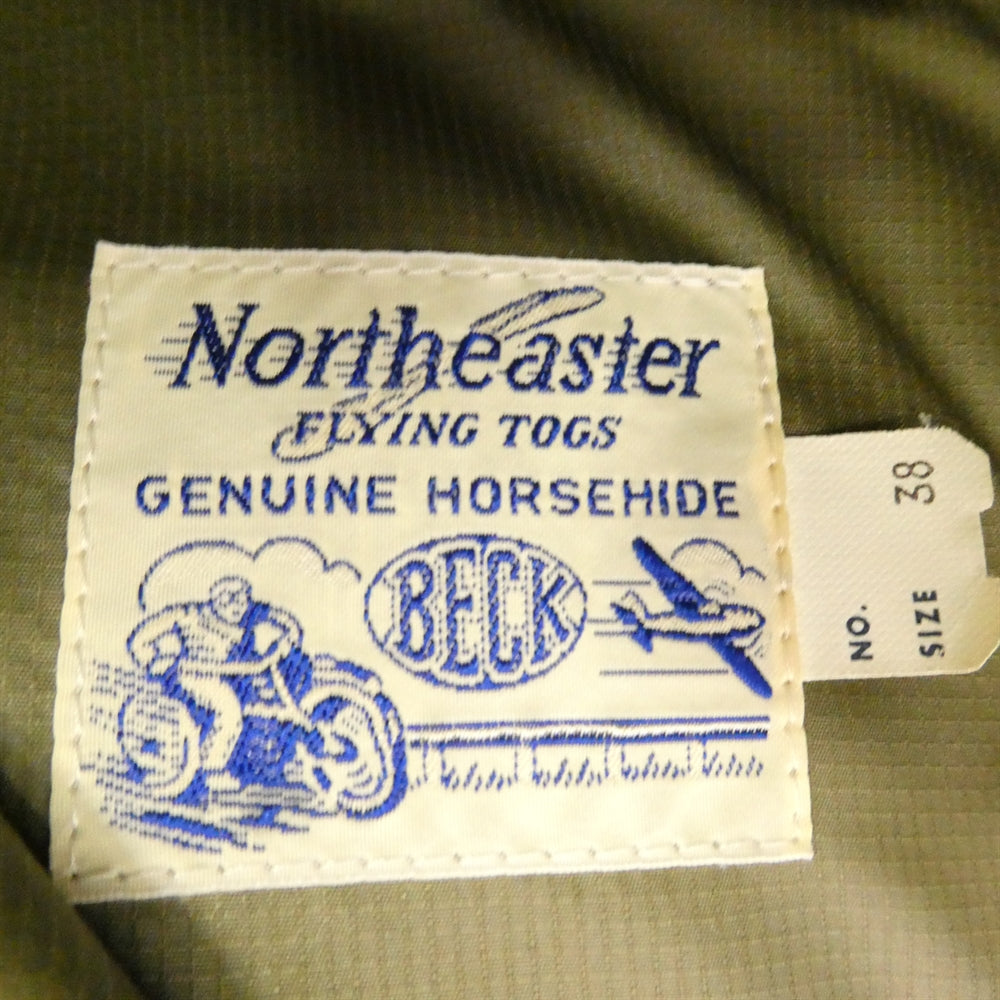 Northeaster
FLYING TOGS
GENUINE HORSEHIDE
BECK
NO.
SIZE 38